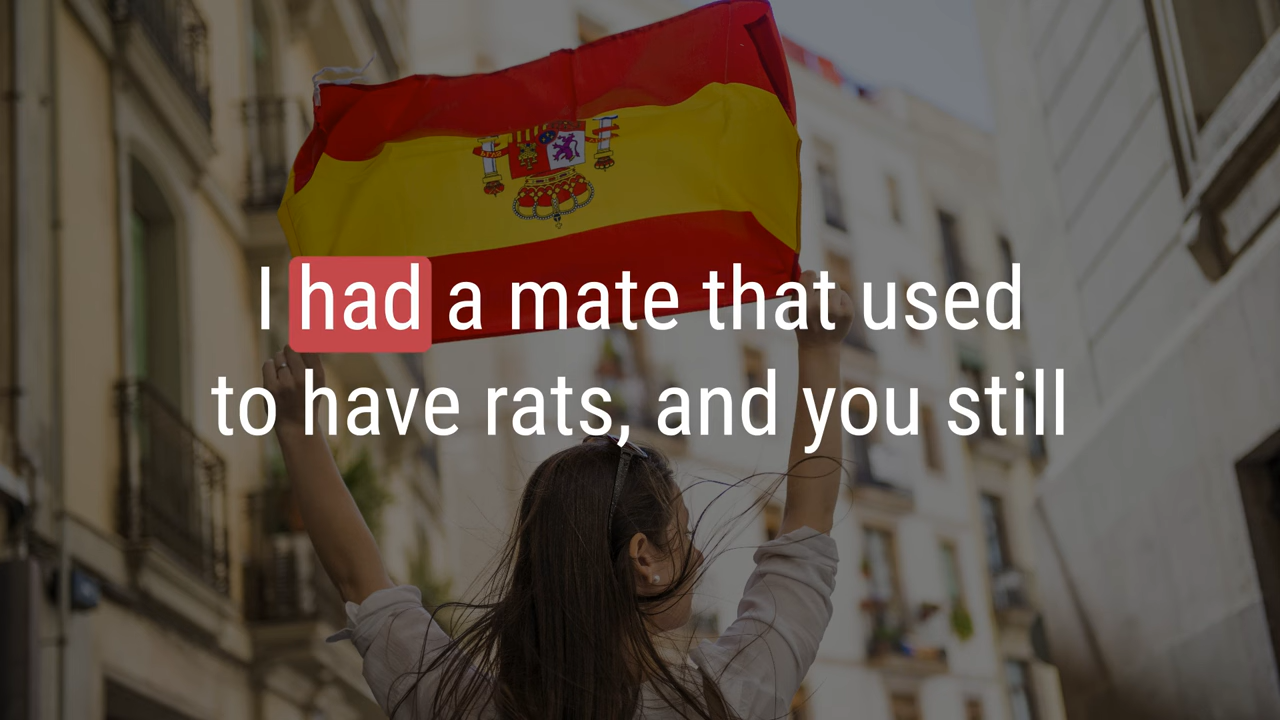 I had a mate that used
to have rats, and you still